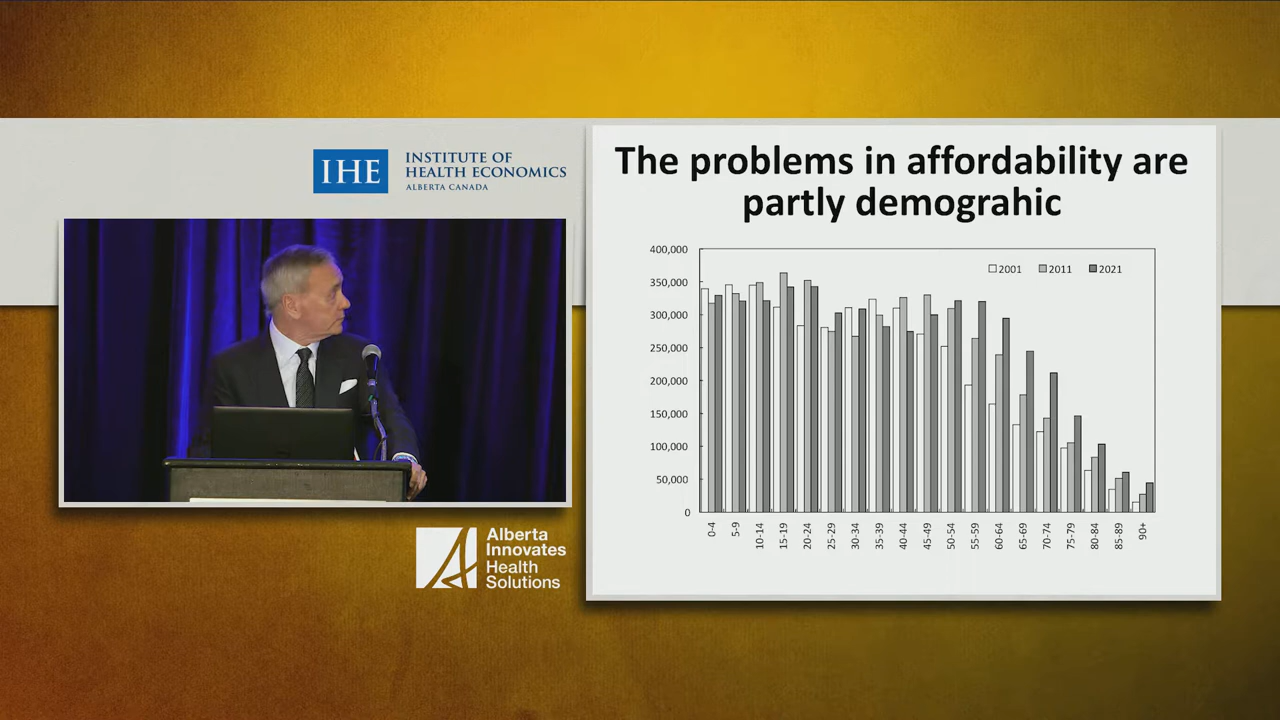 IHE
INSTITUTE OF
HEALTH ECONOMICS
ALBERTA CANADA
The problems in affordability are
partly demograhic
400,000
350,000
300,000
250,000
200,000
150,000
100,000
50,000
0
2001 2011 2021
0-4 5-9 10-14 15-19 20-24 25-29 30-34 35-39 40-44 45-49 50-54 55-59 60-64 65-69 70-74 75-79 80-84 85-89 90+
Alberta
Innovates
Health
Solutions